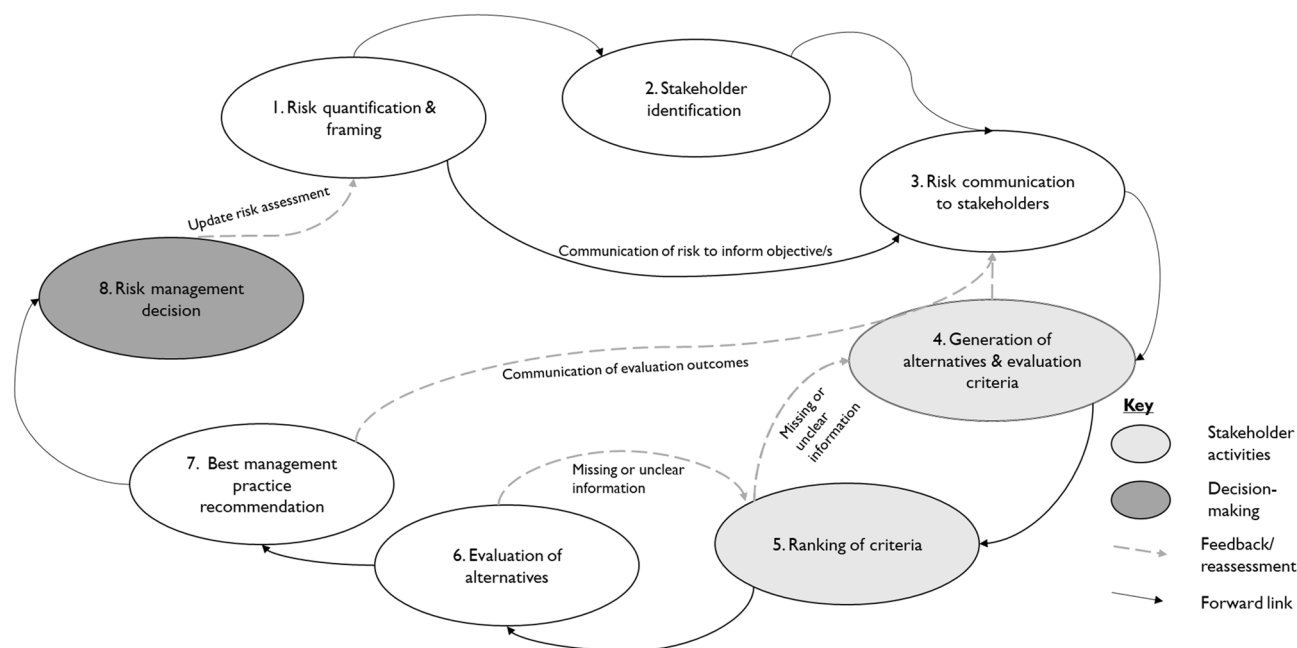 1. Risk quantification &
framing
2. Stakeholder
identification
3. Risk communication
to stakeholders
Update risk assessment
Communication of risk to inform objective/s
8. Risk management
decision
4. Generation of
alternatives & evaluation
criteria
Communication of evaluation outcomes
Missing or
unclear
information
Key
Stakeholder
activities
Decision-
making
Feedback/
reassessment
Forward link
7. Best management
practice
recommendation
Missing or unclear
information
5. Ranking of criteria
6. Evaluation of
alternatives